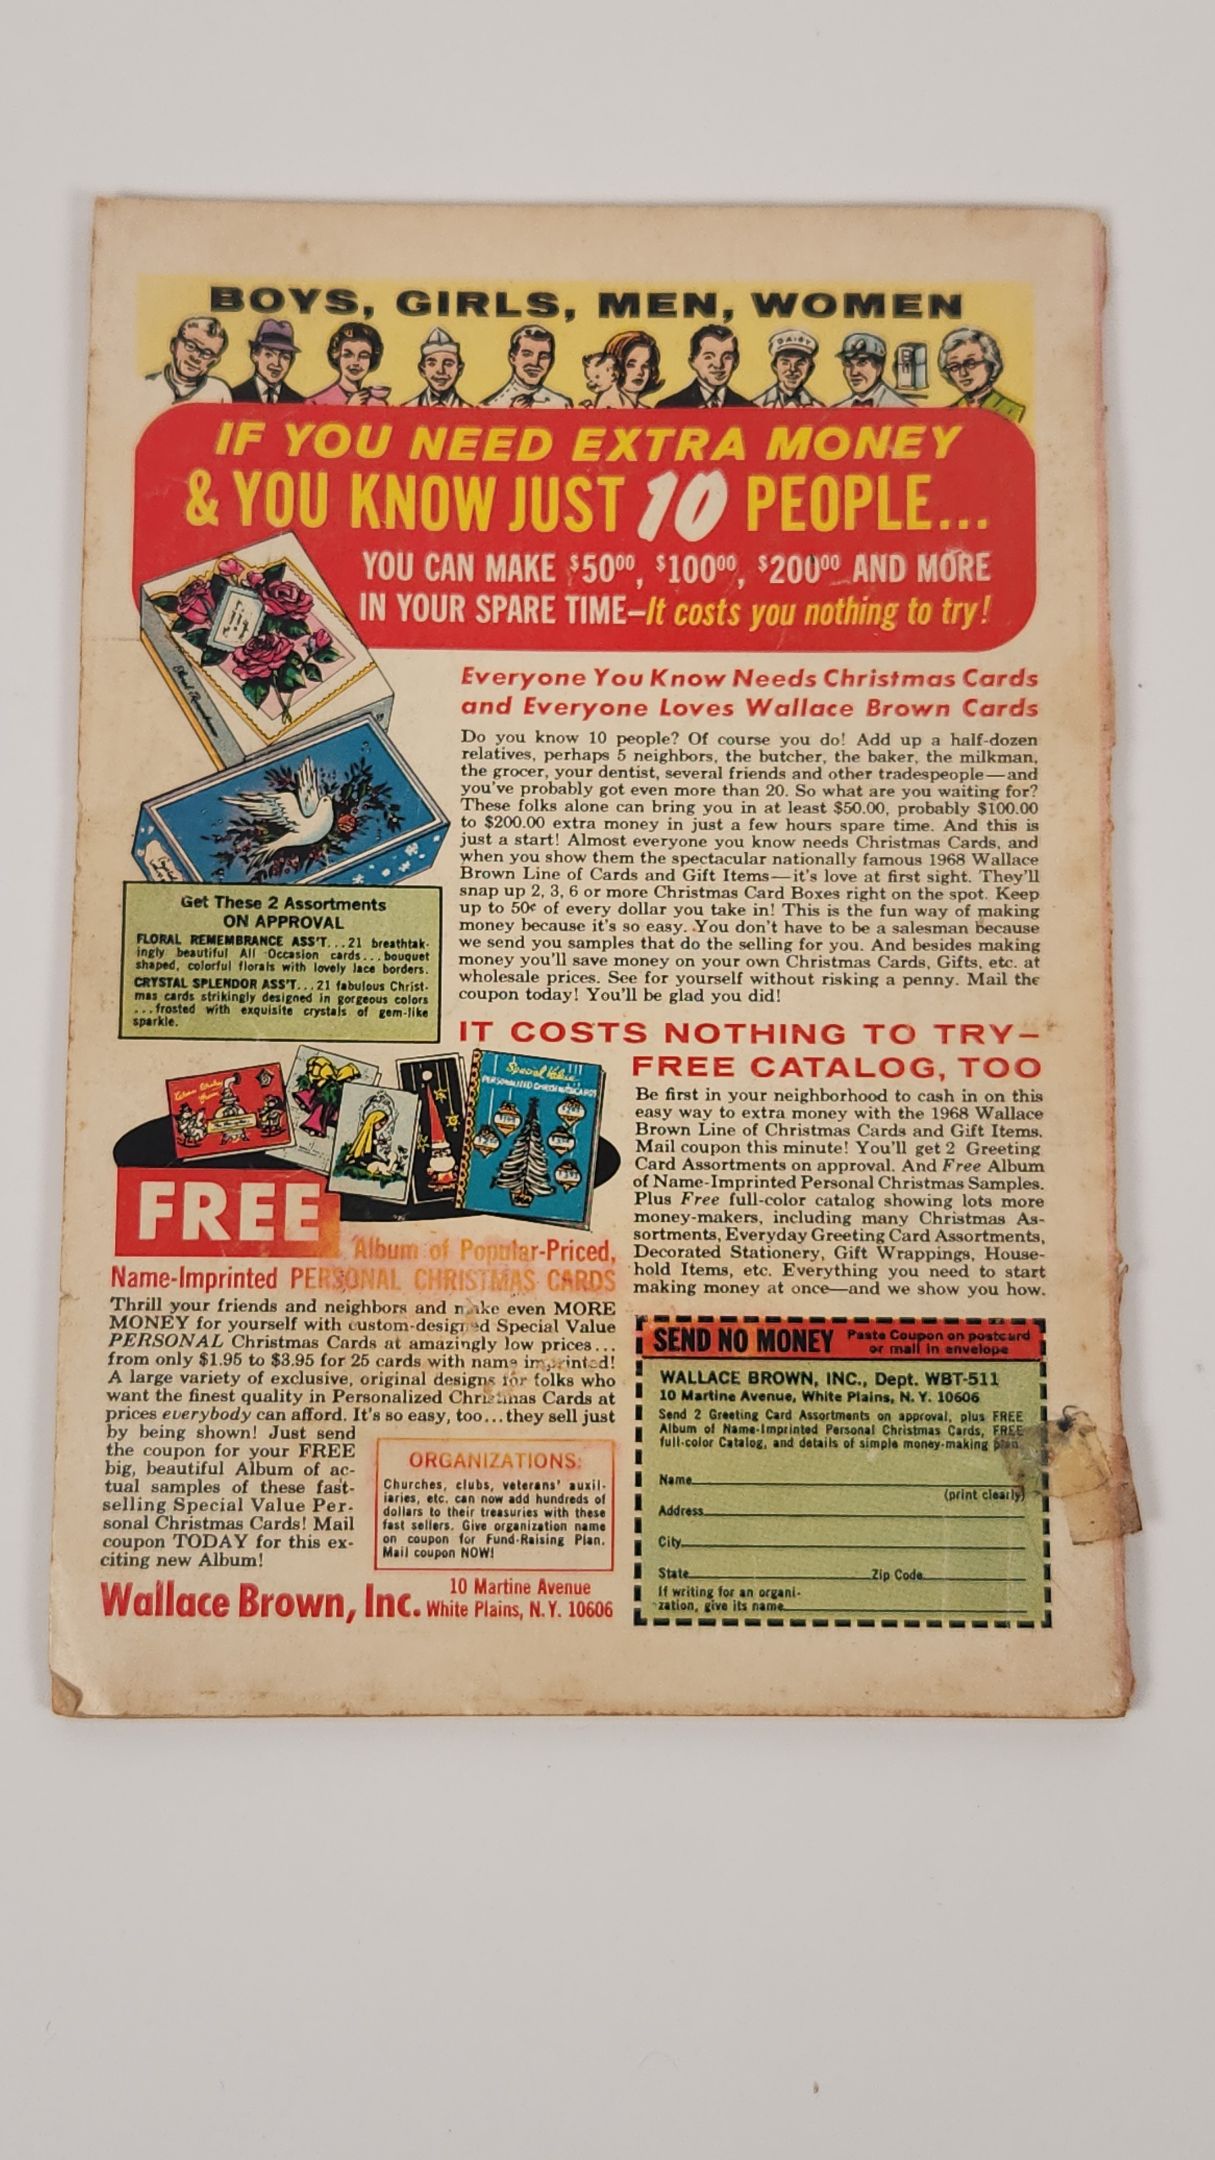 BOYS, GIRLS, MEN, WOMEN
DAIRY
IF YOU NEED EXTRA MONEY
& YOU KNOW JUST 10 PEOPLE...
YOU CAN MAKE $50⁰⁰, $100⁰⁰, $200⁰⁰ AND MORE
IN YOUR SPARE TIME—It costs you nothing to try!
Everyone You Know Needs Christmas Cards
and Everyone Loves Wallace Brown Cards
Do you know 10 people? Of course you do! Add up a half-dozen
relatives, perhaps 5 neighbors, the butcher, the baker, the milkman,
the grocer, your dentist, several friends and other tradespeople—and
you've probably got even more than 20. So what are you waiting for?
These folks alone can bring you in at least $50.00, probably $100.00
to $200.00 extra money in just a few hours spare time. And this is
just a start! Almost everyone you know needs Christmas Cards, and
when you show them the spectacular nationally famous 1968 Wallace
Brown Line of Cards and Gift Items—it's love at first sight. They'll
snap up 2, 3, 6 or more Christmas Card Boxes right on the spot. Keep
up to 50¢ of every dollar you take in! This is the fun way of making
money because it's so easy. You don't have to be a salesman because
we send you samples that do the selling for you. And besides making
money you'll save money on your own Christmas Cards, Gifts, etc. at
wholesale prices. See for yourself without risking a penny. Mail the
coupon today! You'll be glad you did!
Get These 2 Assortments
ON APPROVAL
FLORAL REMEMBRANCE ASS'T...21 breathtak-
ingly beautiful All Occasion cards...bouquet
shaped, colorful florals with lovely lace borders.
CRYSTAL SPLENDOR ASS'T...21 fabulous Christ-
mas cards strikingly designed in gorgeous colors
...frosted with exquisite crystals of gem-like
sparkle.
IT COSTS NOTHING TO TRY—
FREE CATALOG, TOO
Be first in your neighborhood to cash in on this
easy way to extra money with the 1968 Wallace
Brown Line of Christmas Cards and Gift Items.
Mail coupon this minute! You'll get 2 Greeting
Card Assortments on approval. And Free Album
of Name-Imprinted Personal Christmas Samples.
Plus Free full-color catalog showing lots more
money-makers, including many Christmas As-
sortments, Everyday Greeting Card Assortments,
Decorated Stationery, Gift Wrappings, House-
hold Items, etc. Everything you need to start
making money at once—and we show you how.
Special Value
PERSONALIZED CHRISTMAS CARDS
FREE
Album of Popular-Priced,
Name-Imprinted PERSONAL CHRISTMAS CARDS
Thrill your friends and neighbors and make even MORE
MONEY for yourself with custom-designed Special Value
PERSONAL Christmas Cards at amazingly low prices...
from only $1.95 to $3.95 for 25 cards with name imprinted!
A large variety of exclusive, original designs for folks who
want the finest quality in Personalized Christmas Cards at
prices everybody can afford. It's so easy, too...they sell just
by being shown! Just send
the coupon for your FREE
big, beautiful Album of ac-
tual samples of these fast-
selling Special Value Per-
sonal Christmas Cards! Mail
coupon TODAY for this ex-
citing new Album!
ORGANIZATIONS:
Churches, clubs, veterans' auxil-
iaries, etc. can now add hundreds of
dollars to their treasuries with these
fast sellers. Give organization name
on coupon for Fund-Raising Plan.
Mail coupon NOW!
Wallace Brown, Inc. 10 Martine Avenue
White Plains, N.Y. 10606
SEND NO MONEY Paste Coupon on postcard
or mail in envelope
WALLACE BROWN, INC., Dept. WBT-511
10 Martine Avenue, White Plains, N. Y. 10606
Send 2 Greeting Card Assortments on approval, plus FREE
Album of Name-Imprinted Personal Christmas Cards, FREE
full-color Catalog, and details of simple money-making plan.
Name
(print clearly)
Address
City
State Zip Code
If writing for an organi-
zation, give its name